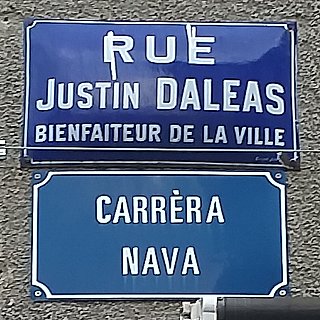 RUE
JUSTIN DALEAS
BIENFAITEUR DE LA VILLE
CARRÈRA
NAVA